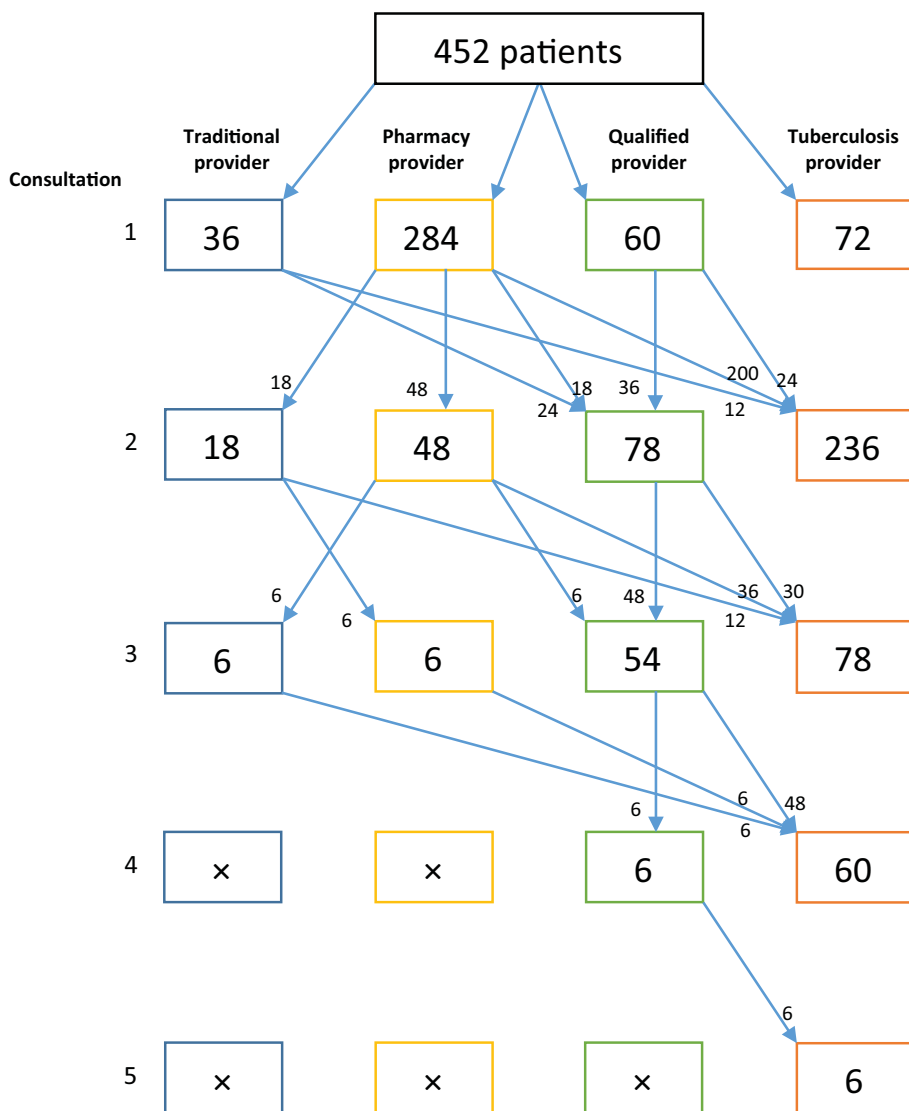 452 patients
Traditional provider
Pharmacy provider
Qualified provider
Tuberculosis provider
Consultation
1 36 284 60 72
18 48 24 18 36 200 12 24
2 18 48 78 236
6 6 6 48 36 12 30
3 6 6 54 78
6 6 6 48
4 × × 6 60
6
5 × × × 6